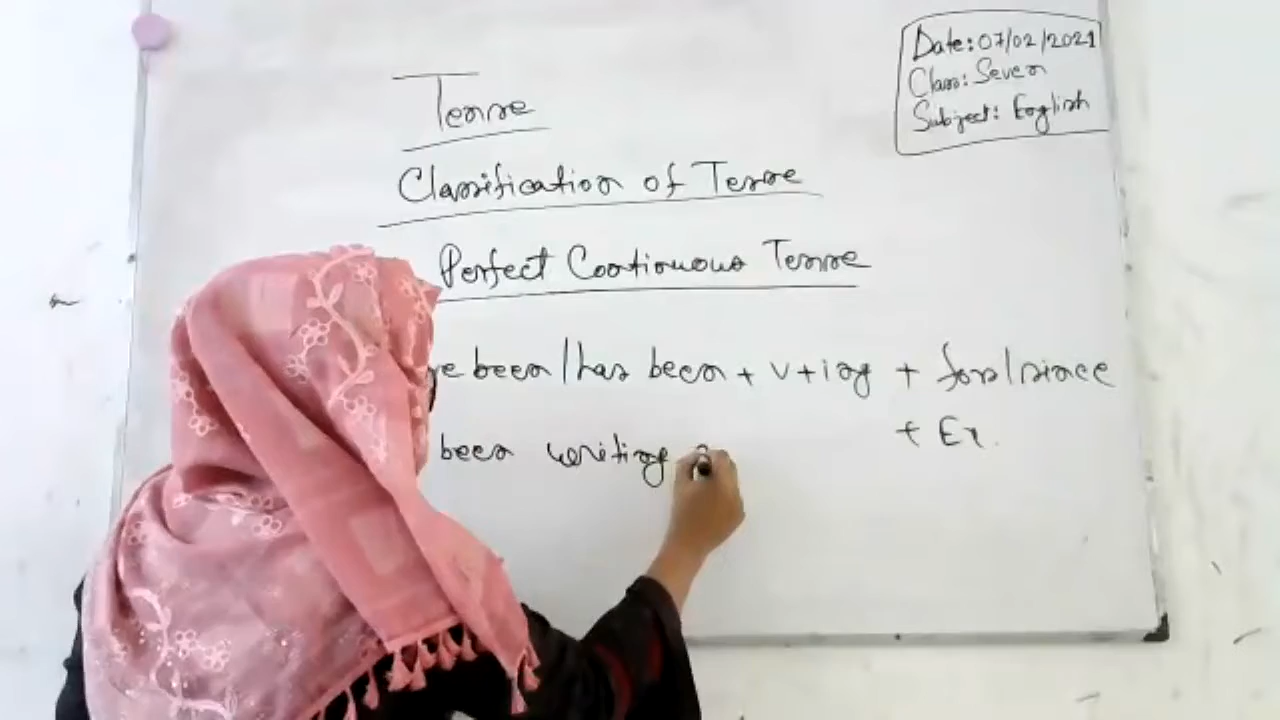 Date: 07/02/2021
Class: Seven
Subject: English
Tense
Classification of Tense
Perfect Continuous Tense
been/has been + v+ing + for/since
+ Ex.
been writing